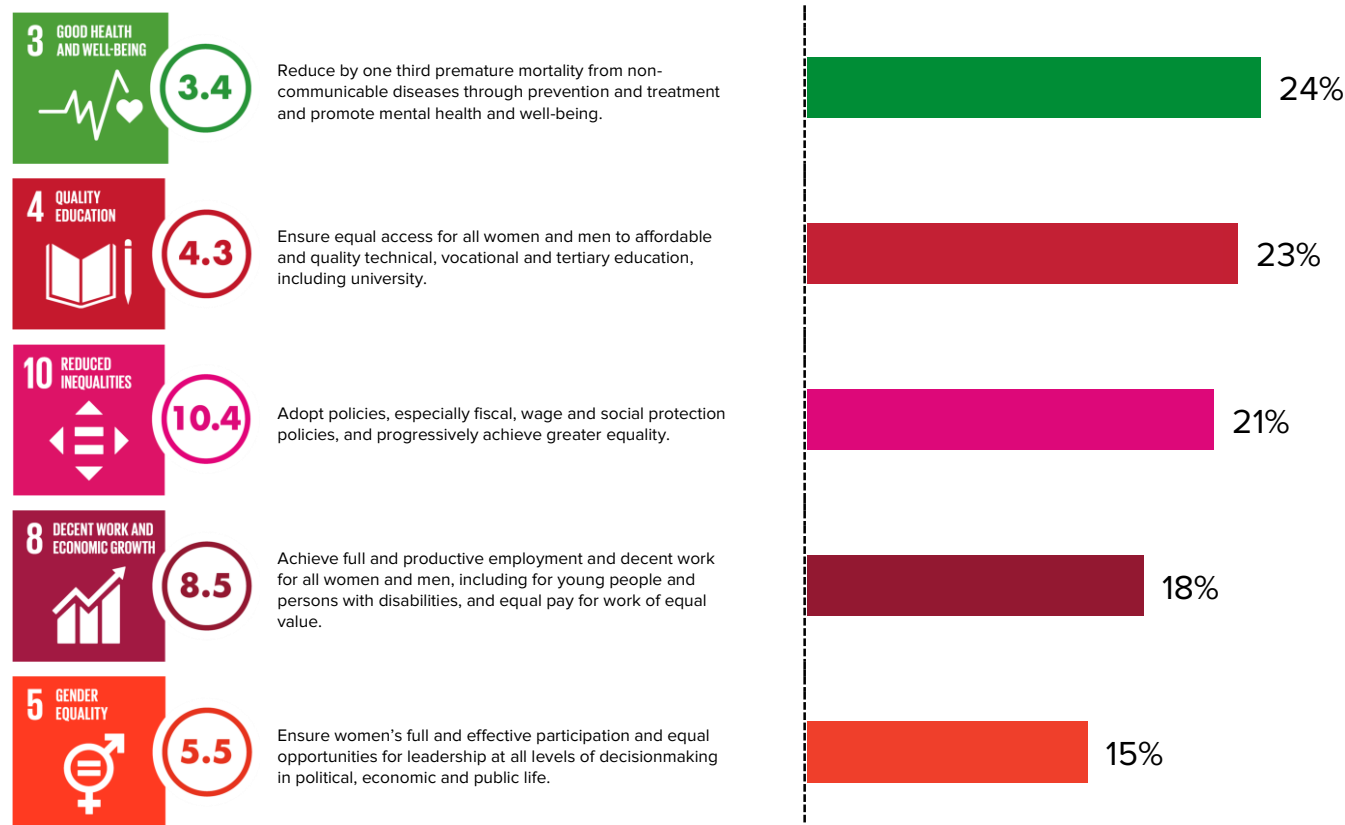 3 GOOD HEALTH
AND WELL-BEING
3.4
Reduce by one third premature mortality from non-
communicable diseases through prevention and treatment
and promote mental health and well-being.
24%
4 QUALITY
EDUCATION
4.3
Ensure equal access for all women and men to affordable
and quality technical, vocational and tertiary education,
including university.
23%
10 REDUCED
INEQUALITIES
10.4
Adopt policies, especially fiscal, wage and social protection
policies, and progressively achieve greater equality.
21%
8 DECENT WORK AND
ECONOMIC GROWTH
8.5
Achieve full and productive employment and decent work
for all women and men, including for young people and
persons with disabilities, and equal pay for work of equal
value.
18%
5 GENDER
EQUALITY
5.5
Ensure women’s full and effective participation and equal
opportunities for leadership at all levels of decisionmaking
in political, economic and public life.
15%